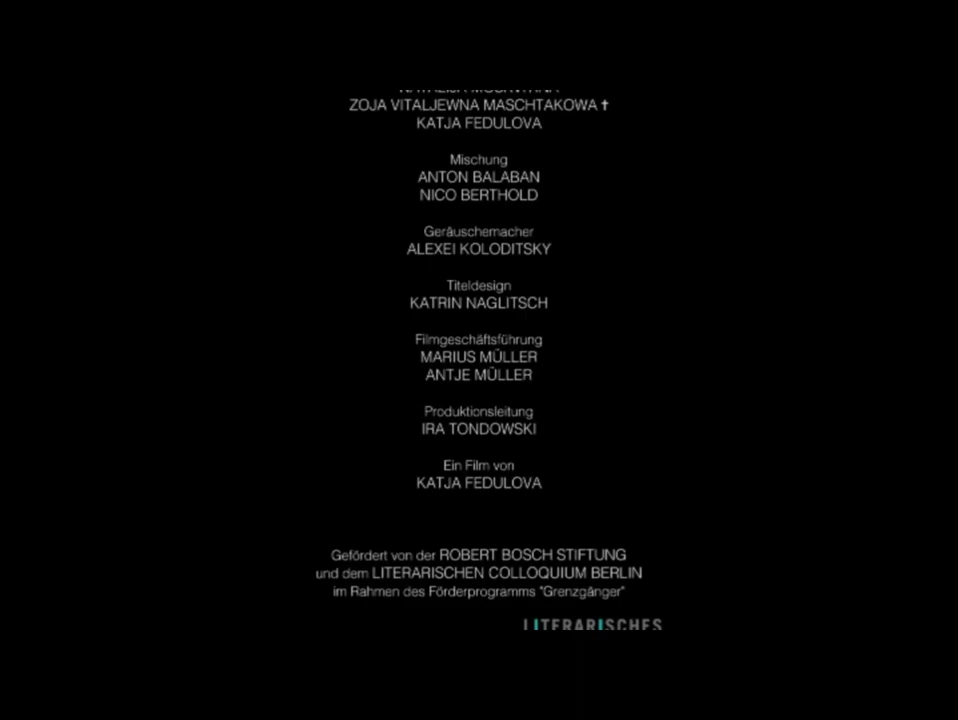 ZOJA VITALJEWNA MASCHTAKOWA ✝
KATJA FEDULOVA
Mischung
ANTON BALABAN
NICO BERTHOLD
Geräuschemacher
ALEXEI KOLODITSKY
Titeldesign
KATRIN NAGLITSCH
Filmgeschäftsführung
MARIUS MÜLLER
ANTJE MÜLLER
Produktionsleitung
IRA TONDOWSKI
Ein Film von
KATJA FEDULOVA
Gefördert von der ROBERT BOSCH STIFTUNG
und dem LITERARISCHEN COLLOQUIUM BERLIN
im Rahmen des Förderprogramms "Grenzgänger"
LITERARISCHES